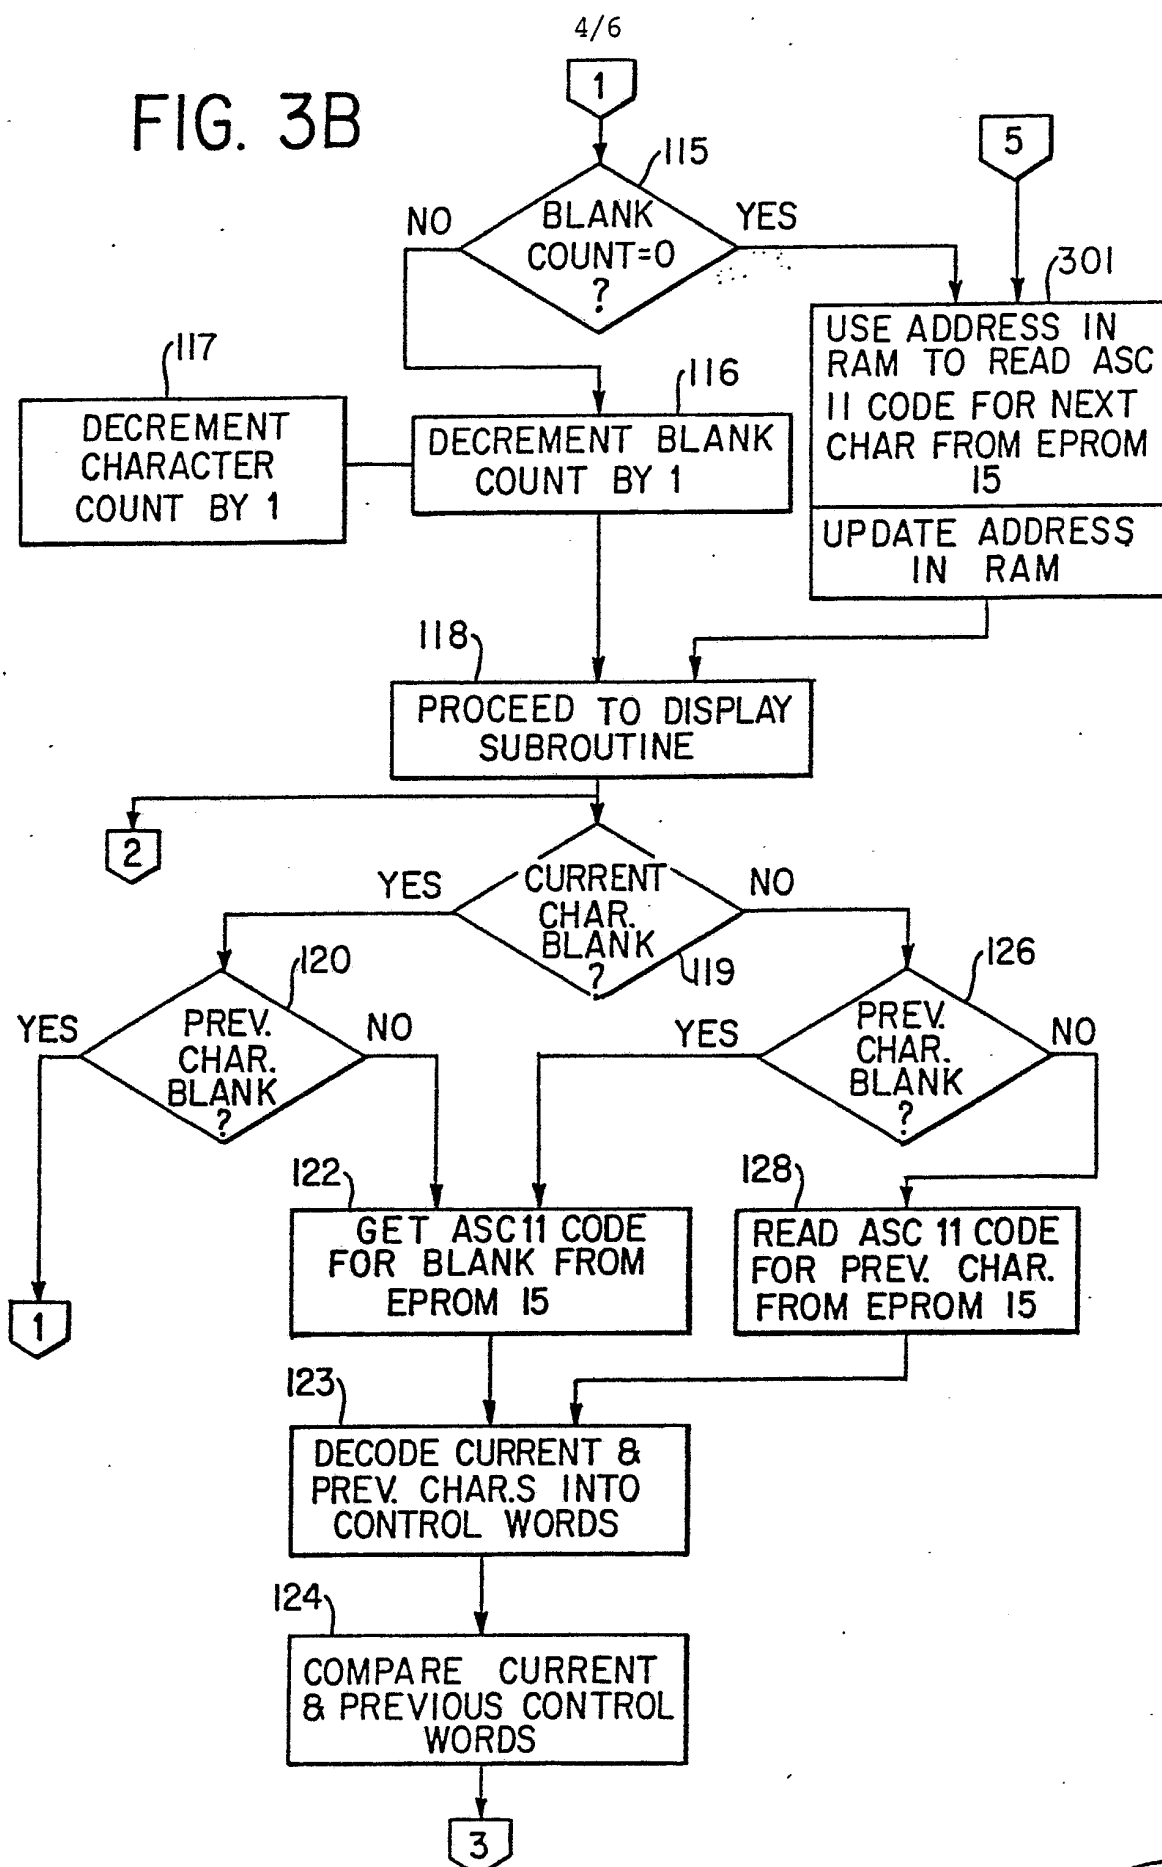 4/6
FIG. 3B
1
5
115
BLANK
COUNT=0
?
NO
YES
301
USE ADDRESS IN
RAM TO READ ASC
11 CODE FOR NEXT
CHAR FROM EPROM
15
UPDATE ADDRESS
IN RAM
117
DECREMENT
CHARACTER
COUNT BY 1
116
DECREMENT BLANK
COUNT BY 1
118
PROCEED TO DISPLAY
SUBROUTINE
2
YES
CURRENT
CHAR.
BLANK
?
NO
119
120
YES
PREV.
CHAR.
BLANK
?
NO
126
YES
PREV.
CHAR.
BLANK
?
NO
1
122
GET ASC11 CODE
FOR BLANK FROM
EPROM 15
128
READ ASC 11 CODE
FOR PREV. CHAR.
FROM EPROM 15
123
DECODE CURRENT &
PREV. CHAR.S INTO
CONTROL WORDS
124
COMPARE CURRENT
& PREVIOUS CONTROL
WORDS
3